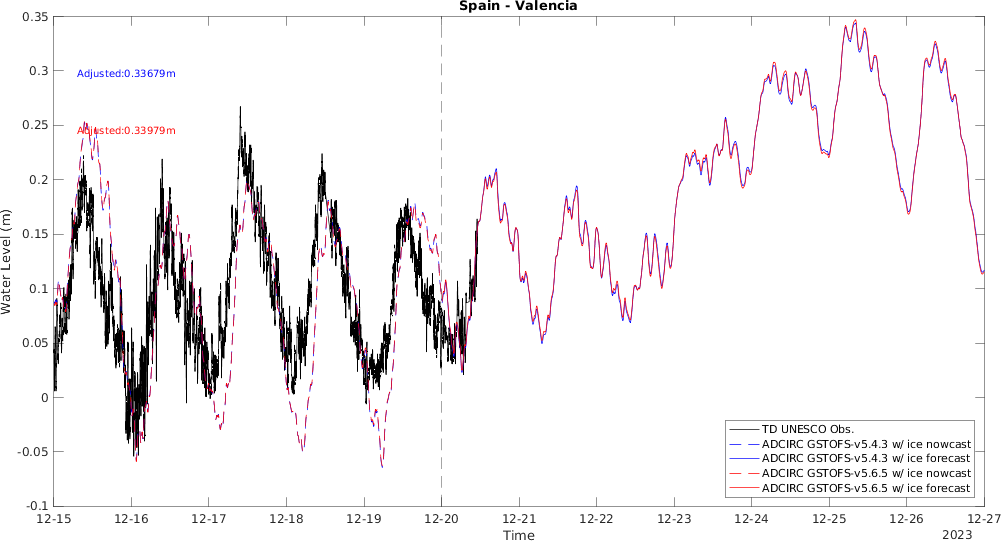 Spain - Valencia
0.35
0.3
0.25
0.2
0.15
0.1
0.05
0
-0.05
-0.1
Water Level (m)
Adjusted:0.33679m
Adjusted:0.33979m
TD UNESCO Obs.
ADCIRC GSTOFS-v5.4.3 w/ ice nowcast
ADCIRC GSTOFS-v5.4.3 w/ ice forecast
ADCIRC GSTOFS-v5.6.5 w/ ice nowcast
ADCIRC GSTOFS-v5.6.5 w/ ice forecast
12-15 12-16 12-17 12-18 12-19 12-20 12-21 12-22 12-23 12-24 12-25 12-26 12-27
Time
2023